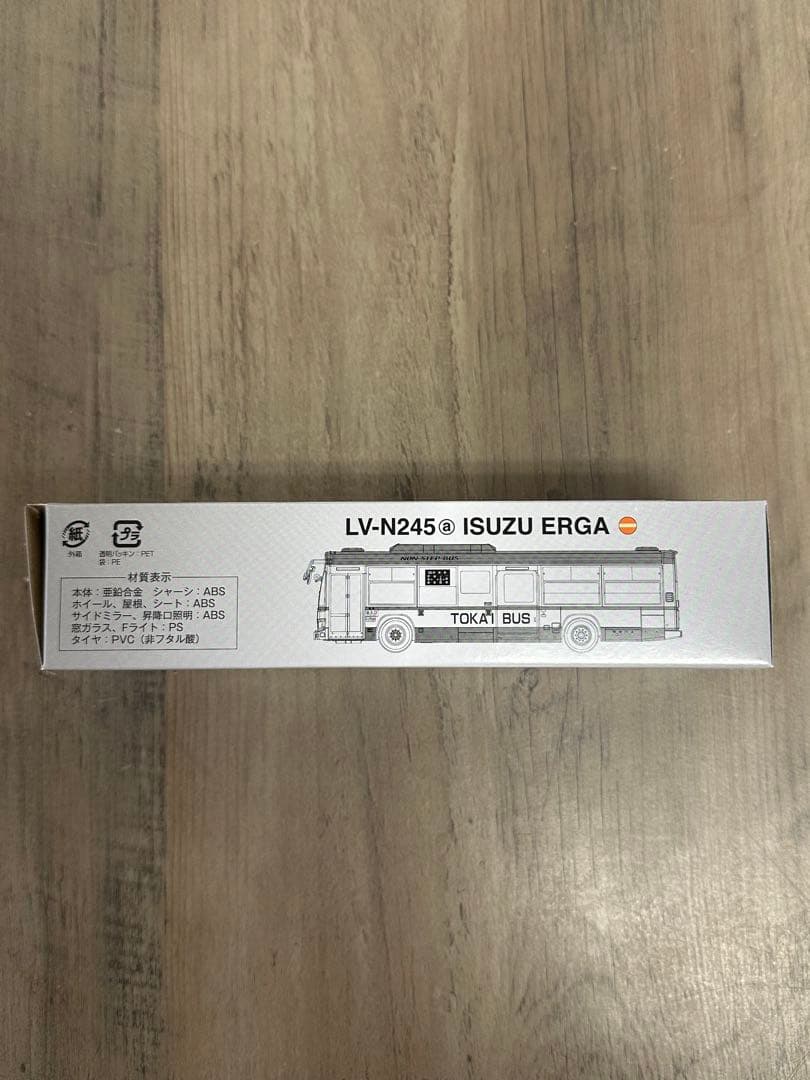 LV-N245ⓐ ISUZU ERGA
紙
外箱
プラ
透明パッキン：PET
袋：PE
材質表示
本体：亜鉛合金　シャーシ：ABS
ホイール、屋根、シート：ABS
サイドミラー、昇降口照明：ABS
窓ガラス、Fライト：PS
タイヤ：PVC（非フタル酸）
NON-STEP BUS
TOKAI BUS